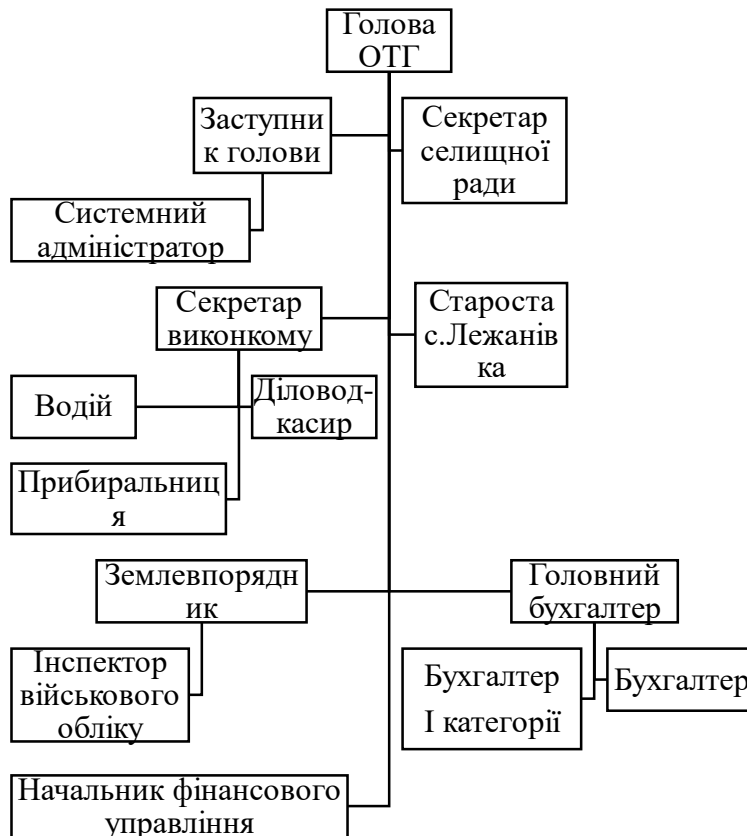 Голова
ОТГ
Заступни
к голови
Секретар
селищної
ради
Системний
адміністратор
Секретар
виконкому
Староста
с.Лежанів
ка
Водій
Діловод-
касир
Прибиральниц
я
Землевпорядн
ик
Головний
бухгалтер
Інспектор
військового
обліку
Бухгалтер
І категорії
Бухгалтер
Начальник фінансового
управління